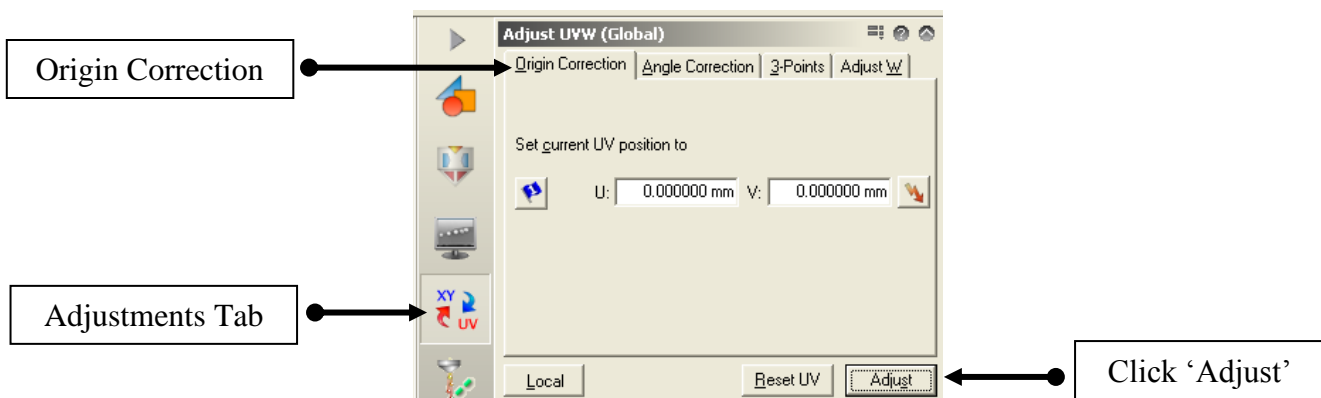 Adjust UVW (Global)
Origin Correction
Origin Correction Angle Correction 3-Points Adjust W
Set current UV position to
U: 0.000000 mm V: 0.000000 mm
XY
UV
Adjustments Tab
Local Reset UV Adjust
Click ‘Adjust’